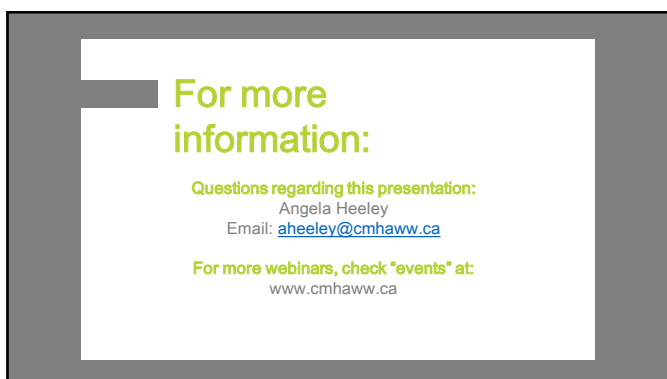 For more
information:
Questions regarding this presentation:
Angela Heeley
Email: aheeley@cmhaww.ca
For more webinars, check "events" at:
www.cmhaww.ca